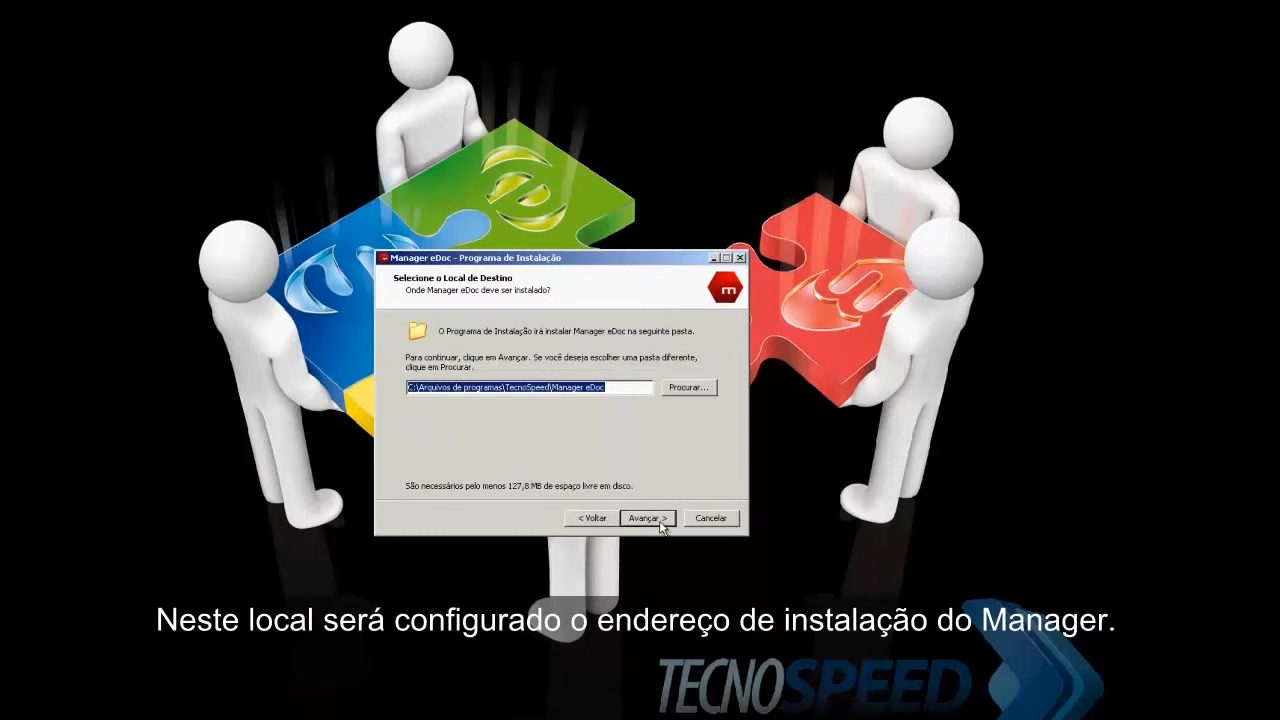 Manager eDoc - Programa de Instalação
Selecione o Local de Destino
Onde Manager eDoc deve ser instalado?
m
O Programa de Instalação irá instalar Manager eDoc na seguinte pasta.
Para continuar, clique em Avançar. Se você deseja escolher uma pasta diferente,
clique em Procurar.
C:\Arquivos de programas\TecnoSpeed\Manager eDoc
Procurar...
São necessários pelo menos 127,8 MB de espaço livre em disco.
< Voltar
Avançar >
Cancelar
Neste local será configurado o endereço de instalação do Manager.
TECNOSPEED